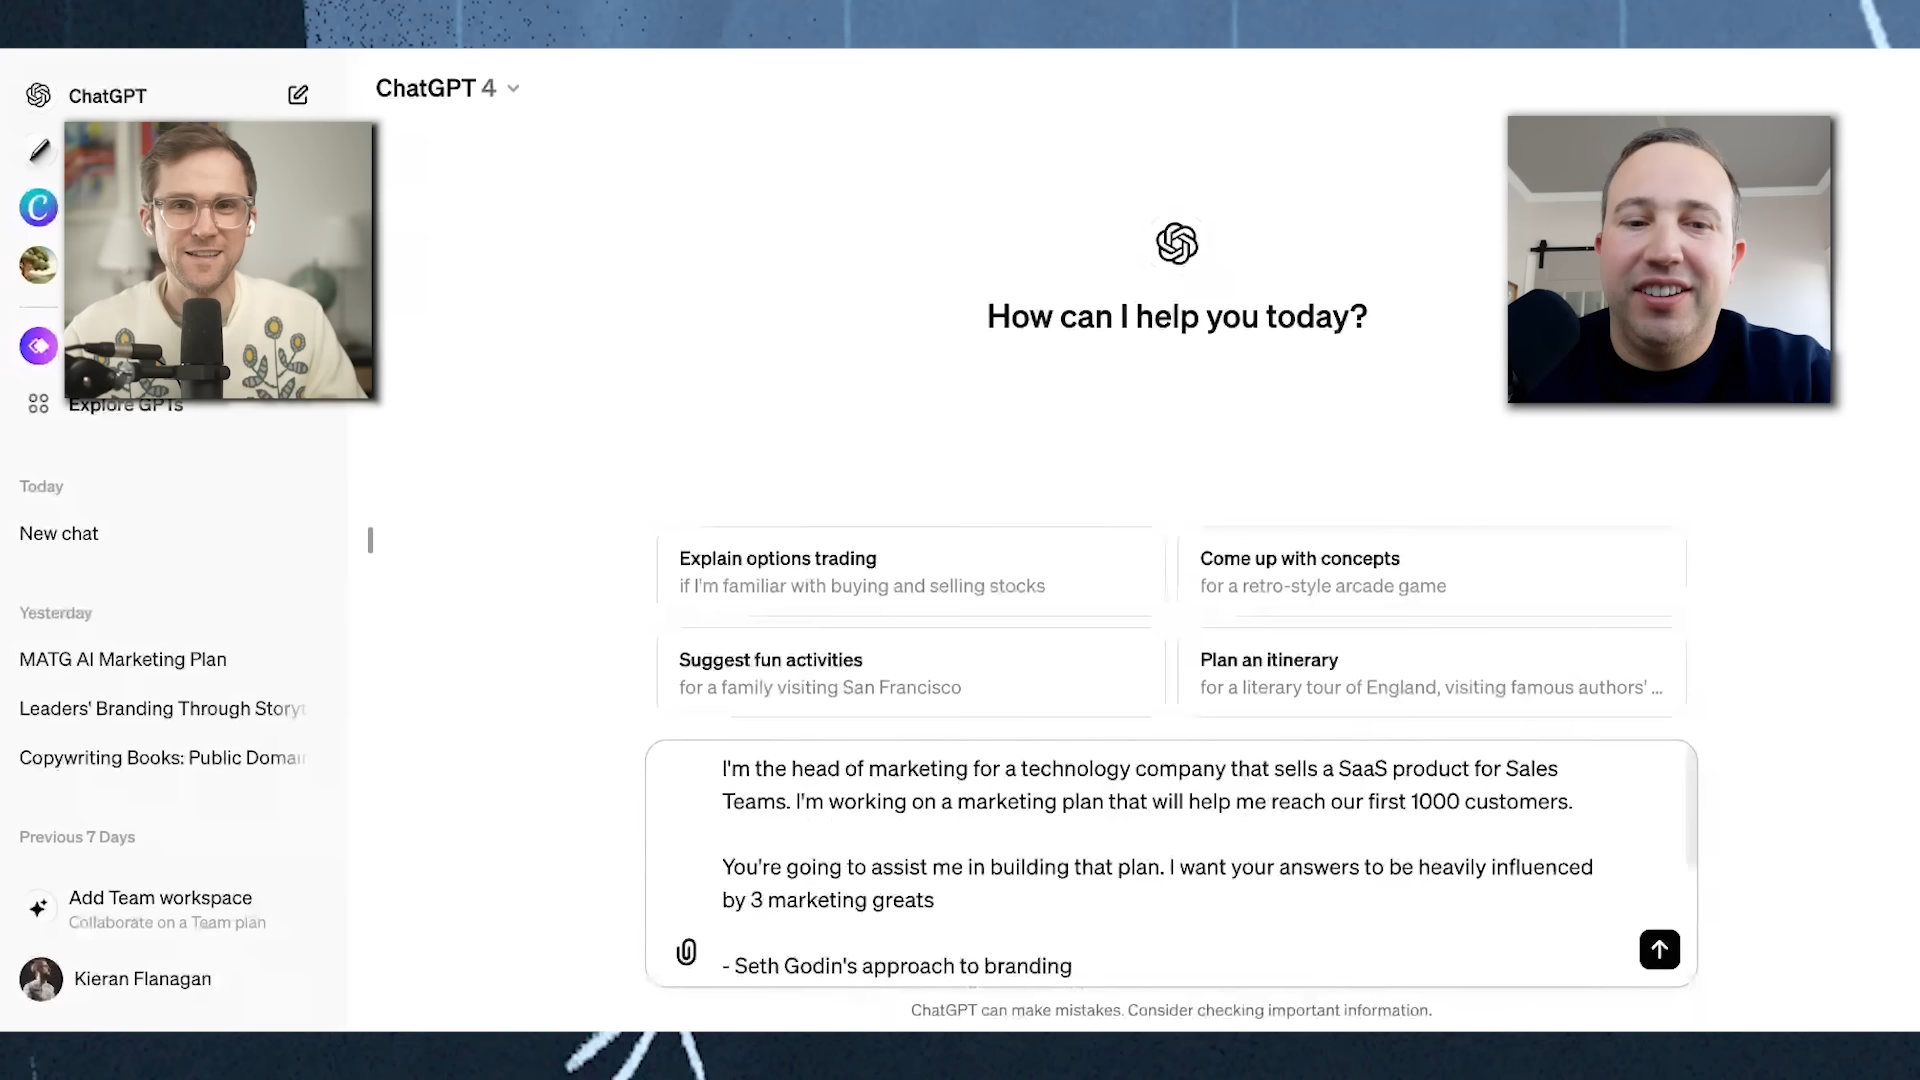 ChatGPT
Explore GPTs
Today
New chat
Yesterday
MATG AI Marketing Plan
Leaders' Branding Through Storyt
Copywriting Books: Public Domain
Previous 7 Days
Add Team workspace
Collaborate on a Team plan
Kieran Flanagan
ChatGPT 4
How can I help you today?
Explain options trading
if I'm familiar with buying and selling stocks
Come up with concepts
for a retro-style arcade game
Suggest fun activities
for a family visiting San Francisco
Plan an itinerary
for a literary tour of England, visiting famous authors' ...
I'm the head of marketing for a technology company that sells a SaaS product for Sales
Teams. I'm working on a marketing plan that will help me reach our first 1000 customers.
You're going to assist me in building that plan. I want your answers to be heavily influenced
by 3 marketing greats
- Seth Godin's approach to branding
ChatGPT can make mistakes. Consider checking important information.